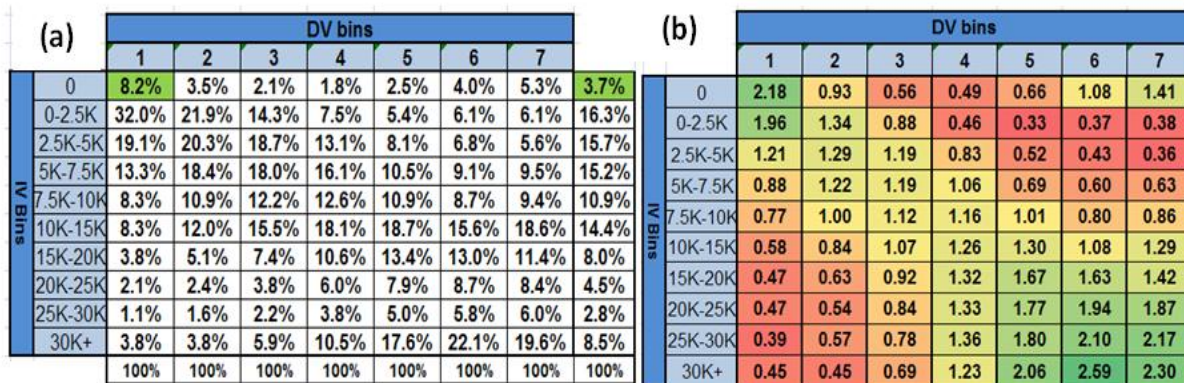 (a) DV bins
1 2 3 4 5 6 7
IV Bins
0 8.2% 3.5% 2.1% 1.8% 2.5% 4.0% 5.3% 3.7%
0-2.5K 32.0% 21.9% 14.3% 7.5% 5.4% 6.1% 6.1% 16.3%
2.5K-5K 19.1% 20.3% 18.7% 13.1% 8.1% 6.8% 5.6% 15.7%
5K-7.5K 13.3% 18.4% 18.0% 16.1% 10.5% 9.1% 9.5% 15.2%
7.5K-10K 8.3% 10.9% 12.2% 12.6% 10.9% 8.7% 9.4% 10.9%
10K-15K 8.3% 12.0% 15.5% 18.1% 18.7% 15.6% 18.6% 14.4%
15K-20K 3.8% 5.1% 7.4% 10.6% 13.4% 13.0% 11.4% 8.0%
20K-25K 2.1% 2.4% 3.8% 6.0% 7.9% 8.7% 8.4% 4.5%
25K-30K 1.1% 1.6% 2.2% 3.8% 5.0% 5.8% 6.0% 2.8%
30K+ 3.8% 3.8% 5.9% 10.5% 17.6% 22.1% 19.6% 8.5%
100% 100% 100% 100% 100% 100% 100% 100%
(b) DV bins
1 2 3 4 5 6 7
IV Bins
0 2.18 0.93 0.56 0.49 0.66 1.08 1.41
0-2.5K 1.96 1.34 0.88 0.46 0.33 0.37 0.38
2.5K-5K 1.21 1.29 1.19 0.83 0.52 0.43 0.36
5K-7.5K 0.88 1.22 1.19 1.06 0.69 0.60 0.63
7.5K-10K 0.77 1.00 1.12 1.16 1.01 0.80 0.86
10K-15K 0.58 0.84 1.07 1.26 1.30 1.08 1.29
15K-20K 0.47 0.63 0.92 1.32 1.67 1.63 1.42
20K-25K 0.47 0.54 0.84 1.33 1.77 1.94 1.87
25K-30K 0.39 0.57 0.78 1.36 1.80 2.10 2.17
30K+ 0.45 0.45 0.69 1.23 2.06 2.59 2.30